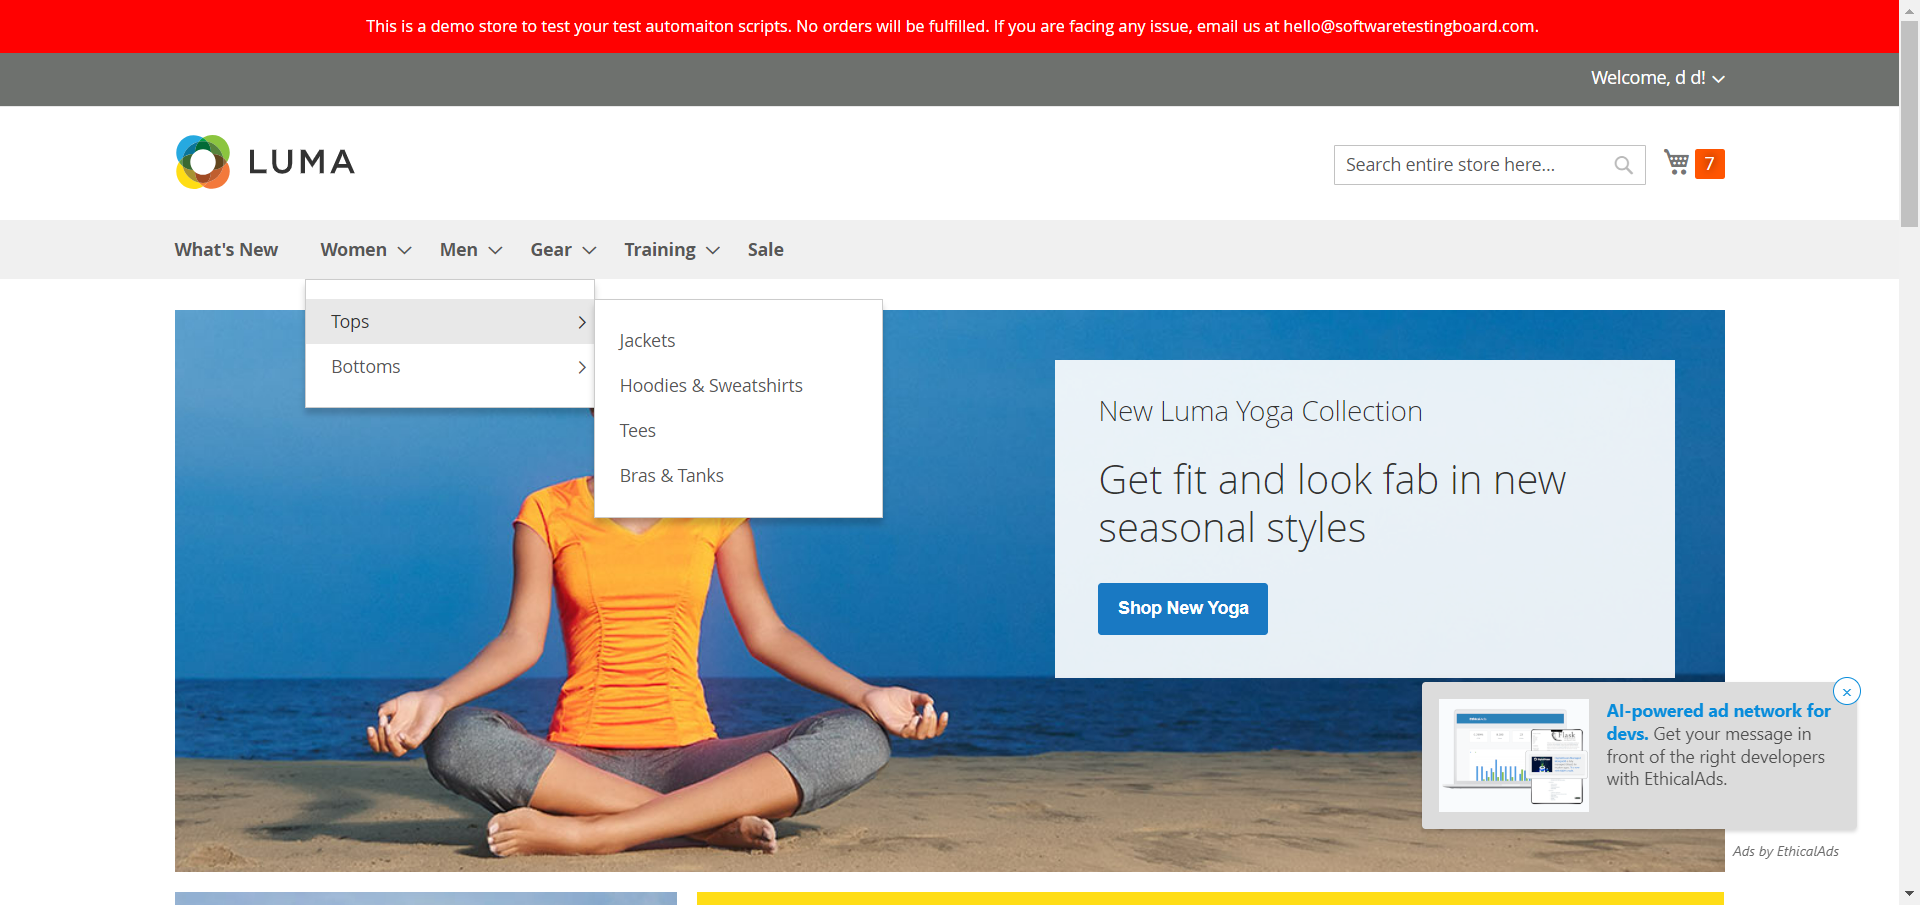 This is a demo store to test your test automaiton scripts. No orders will be fulfilled. If you are facing any issue, email us at hello@softwaretestingboard.com.
Welcome, d d!
LUMA
Search entire store here...
7
What's New
Women
Men
Gear
Training
Sale
Tops
Bottoms
Jackets
Hoodies & Sweatshirts
Tees
Bras & Tanks
New Luma Yoga Collection
Get fit and look fab in new
seasonal styles
Shop New Yoga
AI-powered ad network for
devs. Get your message in
front of the right developers
with EthicalAds.
Ads by EthicalAds